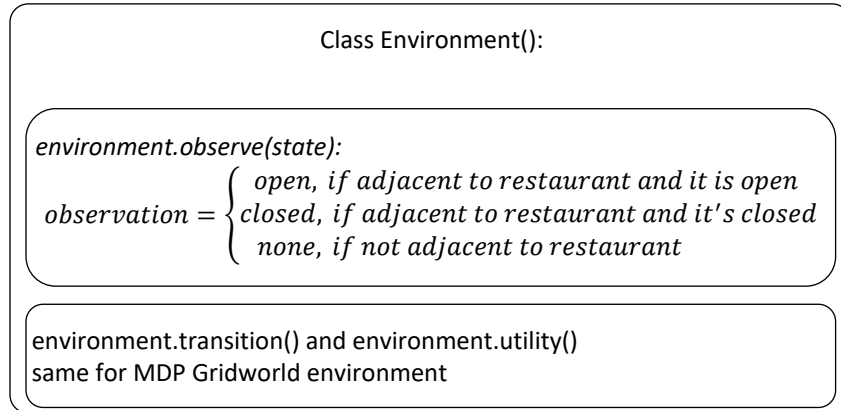 Class Environment():
environment.observe(state):
open, if adjacent to restaurant and it is open
observation = { closed, if adjacent to restaurant and it's closed
none, if not adjacent to restaurant
environment.transition() and environment.utility()
same for MDP Gridworld environment